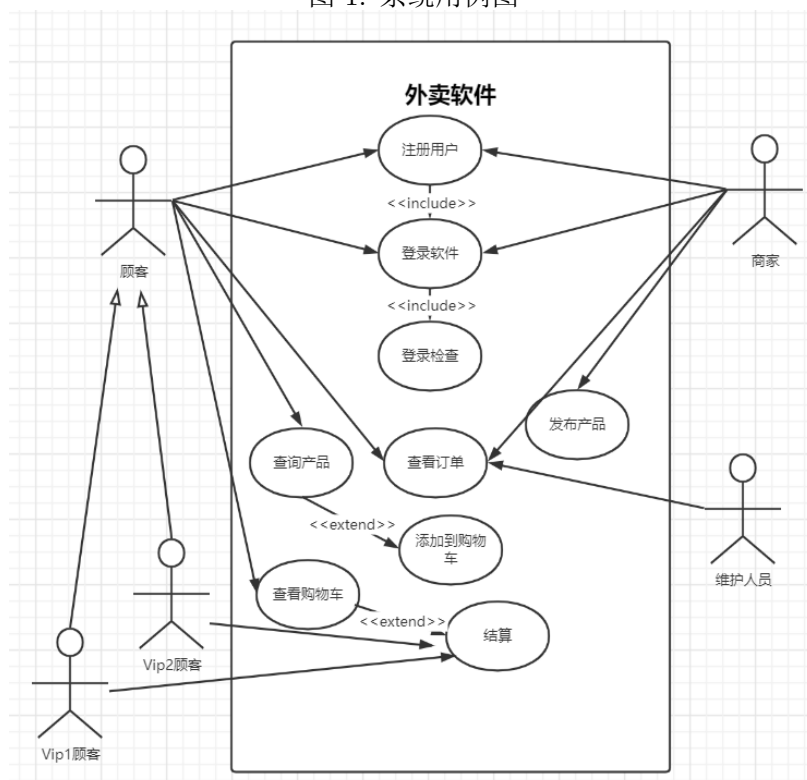 图 1: 系统用例图
外卖软件
注册用户
<<include>>
登录软件
<<include>>
登录检查
顾客
商家
发布产品
查询产品
查看订单
<<extend>>
添加到购物
车
维护人员
查看购物车
<<extend>>
结算
Vip2顾客
Vip1顾客